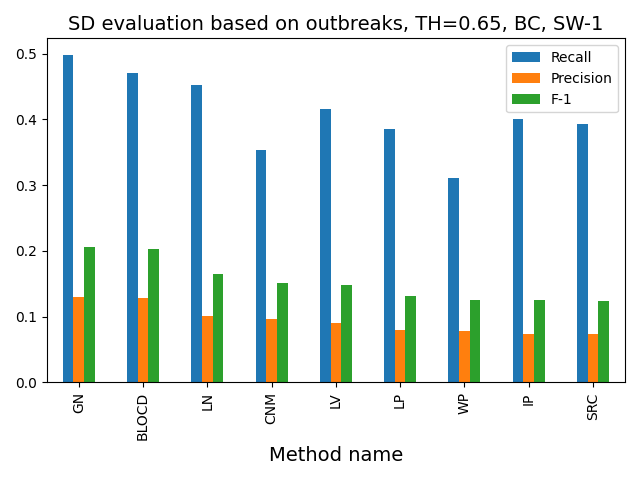 SD evaluation based on outbreaks, TH=0.65, BC, SW-1
Recall
Precision
F-1
0.5
0.4
0.3
0.2
0.1
0.0
GN
BLOCD
LN
CNM
LV
LP
WP
IP
SRC
Method name